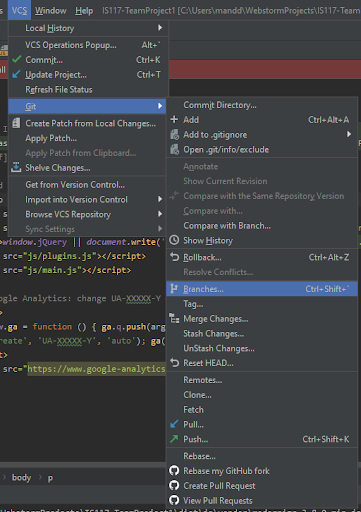 VCS Window Help IS117-TeamProject1 [C:\Users\mandd\WebstormProjects\IS117-Team
Local History
VCS Operations Popup... Alt+`
Commit... Ctrl+K
Update Project... Ctrl+T
Refresh File Status
Git
Create Patch from Local Changes...
Apply Patch...
Apply Patch from Clipboard...
Shelve Changes...
Get from Version Control...
Import into Version Control
Browse VCS Repository
Sync Settings
Commit Directory...
Add Ctrl+Alt+A
Add to .gitignore
Open .git/info/exclude
Annotate
Show Current Revision
Compare with the Same Repository Version
Compare with...
Compare with Branch...
Show History
Rollback... Ctrl+Alt+Z
Resolve Conflicts...
Branches... Ctrl+Shift+`
Tag...
Merge Changes...
Stash Changes...
UnStash Changes...
Reset HEAD...
Remotes...
Clone...
Fetch
Pull...
Push... Ctrl+Shift+K
Rebase...
Rebase my GitHub fork
Create Pull Request
View Pull Requests
>window.jQuery || document.write('
src="js/plugins.js"></script>
src="js/main.js"></script>
ogle Analytics: change UA-XXXXX-Y
w.ga = function () { ga.q.push(arg
reate', 'UA-XXXXX-Y', 'auto'); ga(
t>
src="https://www.google-analytics
body › p